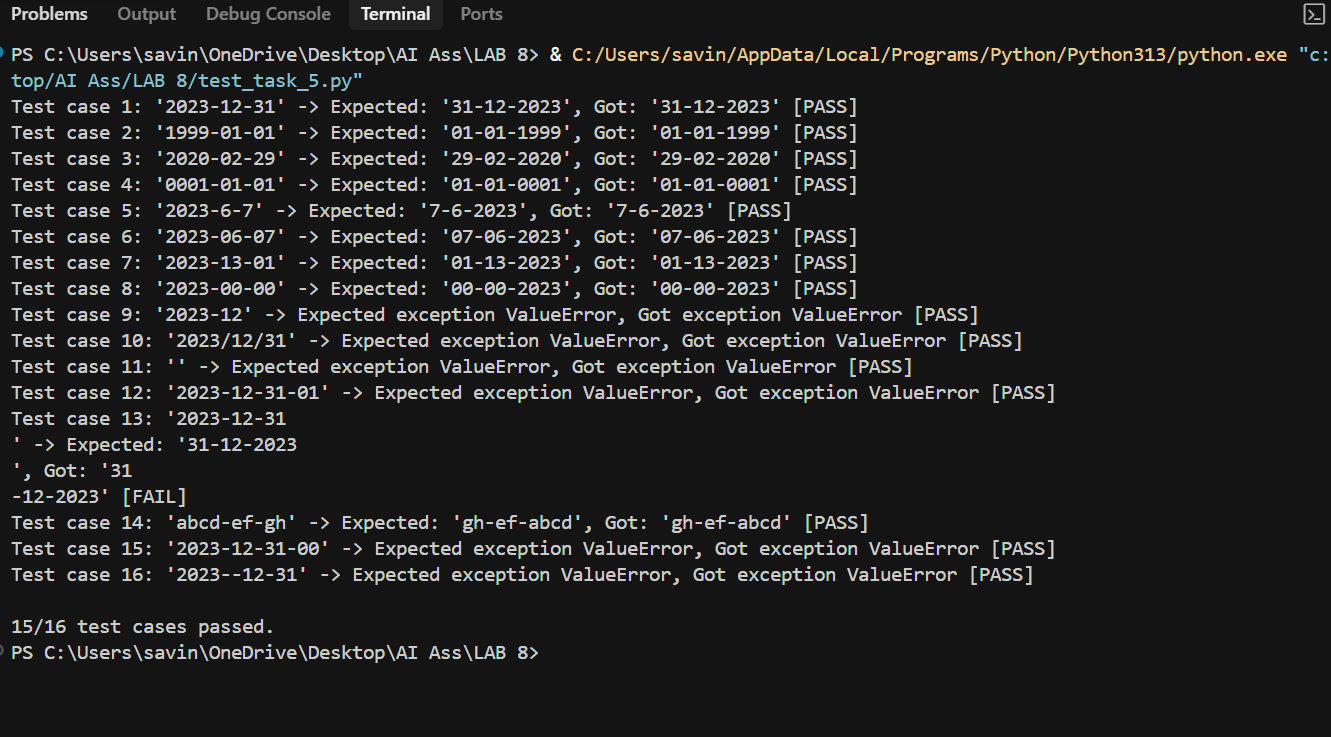 Problems Output Debug Console Terminal Ports
PS C:\Users\savin\OneDrive\Desktop\AI Ass\LAB 8> & C:/Users/savin/AppData/Local/Programs/Python/Python313/python.exe "c:
top/AI Ass/LAB 8/test_task_5.py"
Test case 1: '2023-12-31' -> Expected: '31-12-2023', Got: '31-12-2023' [PASS]
Test case 2: '1999-01-01' -> Expected: '01-01-1999', Got: '01-01-1999' [PASS]
Test case 3: '2020-02-29' -> Expected: '29-02-2020', Got: '29-02-2020' [PASS]
Test case 4: '0001-01-01' -> Expected: '01-01-0001', Got: '01-01-0001' [PASS]
Test case 5: '2023-6-7' -> Expected: '7-6-2023', Got: '7-6-2023' [PASS]
Test case 6: '2023-06-07' -> Expected: '07-06-2023', Got: '07-06-2023' [PASS]
Test case 7: '2023-13-01' -> Expected: '01-13-2023', Got: '01-13-2023' [PASS]
Test case 8: '2023-00-00' -> Expected: '00-00-2023', Got: '00-00-2023' [PASS]
Test case 9: '2023-12' -> Expected exception ValueError, Got exception ValueError [PASS]
Test case 10: '2023/12/31' -> Expected exception ValueError, Got exception ValueError [PASS]
Test case 11: '' -> Expected exception ValueError, Got exception ValueError [PASS]
Test case 12: '2023-12-31-01' -> Expected exception ValueError, Got exception ValueError [PASS]
Test case 13: '2023-12-31
' -> Expected: '31-12-2023
', Got: '31
-12-2023' [FAIL]
Test case 14: 'abcd-ef-gh' -> Expected: 'gh-ef-abcd', Got: 'gh-ef-abcd' [PASS]
Test case 15: '2023-12-31-00' -> Expected exception ValueError, Got exception ValueError [PASS]
Test case 16: '2023--12-31' -> Expected exception ValueError, Got exception ValueError [PASS]
15/16 test cases passed.
PS C:\Users\savin\OneDrive\Desktop\AI Ass\LAB 8>